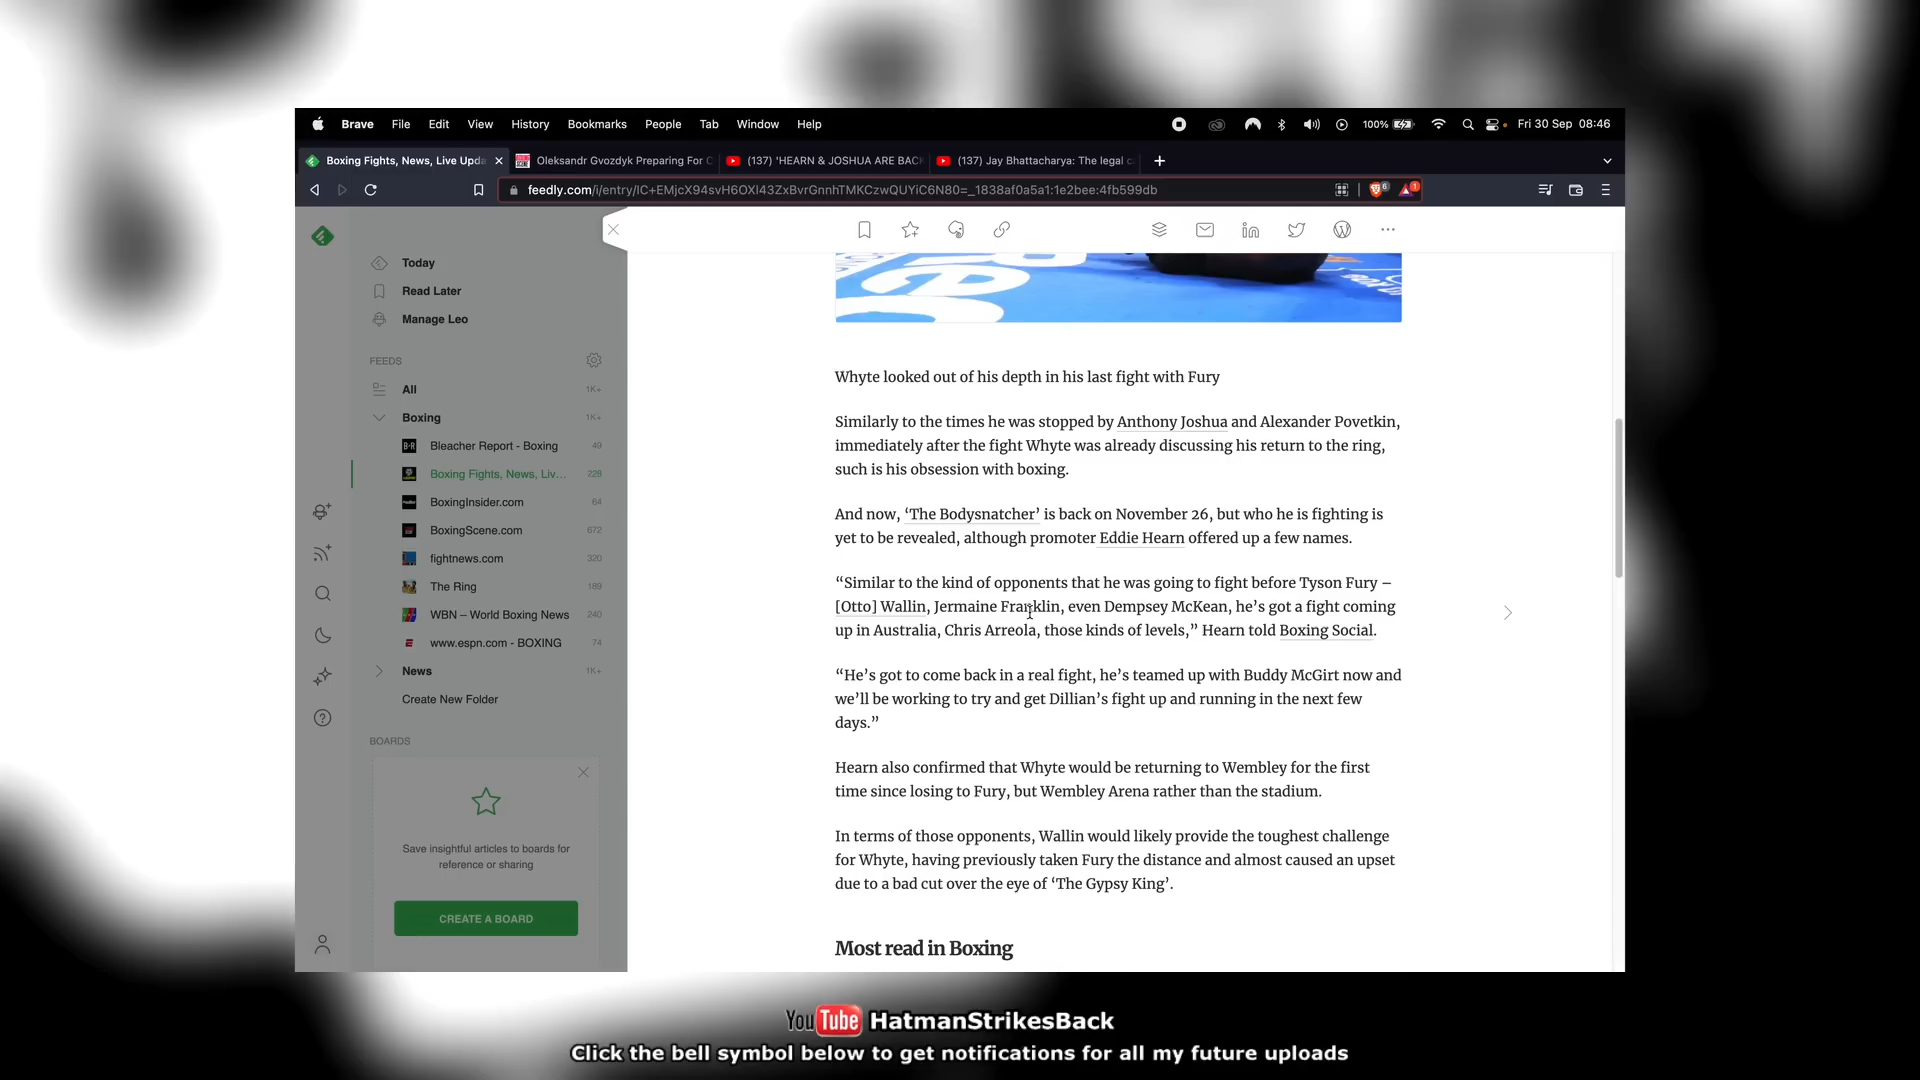 Brave File Edit View History Bookmarks People Tab Window Help 100% Fri 30 Sep 08:46
Boxing Fights, News, Live Upda
Oleksandr Gvozdyk Preparing For C
(137) 'HEARN & JOSHUA ARE BACK
(137) Jay Bhattacharya: The legal c
feedly.com/i/entry/IC+EMjcX94svH6OXI43ZxBvrGnnhTMKCzwQUYiC6N80=_1838af0a5a1:1e2bee:4fb599db
6
1
Today
Read Later
Manage Leo
FEEDS
All 1K+
Boxing 1K+
Bleacher Report - Boxing 49
Boxing Fights, News, Liv... 228
BoxingInsider.com 64
BoxingScene.com 672
fightnews.com 320
The Ring 189
WBN – World Boxing News 240
www.espn.com - BOXING 74
News 1K+
Create New Folder
BOARDS
Save insightful articles to boards for
reference or sharing
CREATE A BOARD
Whyte looked out of his depth in his last fight with Fury
Similarly to the times he was stopped by Anthony Joshua and Alexander Povetkin,
immediately after the fight Whyte was already discussing his return to the ring,
such is his obsession with boxing.
And now, ‘The Bodysnatcher’ is back on November 26, but who he is fighting is
yet to be revealed, although promoter Eddie Hearn offered up a few names.
“Similar to the kind of opponents that he was going to fight before Tyson Fury –
[Otto] Wallin, Jermaine Franklin, even Dempsey McKean, he’s got a fight coming
up in Australia, Chris Arreola, those kinds of levels,” Hearn told Boxing Social.
“He’s got to come back in a real fight, he’s teamed up with Buddy McGirt now and
we’ll be working to try and get Dillian’s fight up and running in the next few
days.”
Hearn also confirmed that Whyte would be returning to Wembley for the first
time since losing to Fury, but Wembley Arena rather than the stadium.
In terms of those opponents, Wallin would likely provide the toughest challenge
for Whyte, having previously taken Fury the distance and almost caused an upset
due to a bad cut over the eye of ‘The Gypsy King’.
Most read in Boxing
YouTube HatmanStrikesBack
Click the bell symbol below to get notifications for all my future uploads